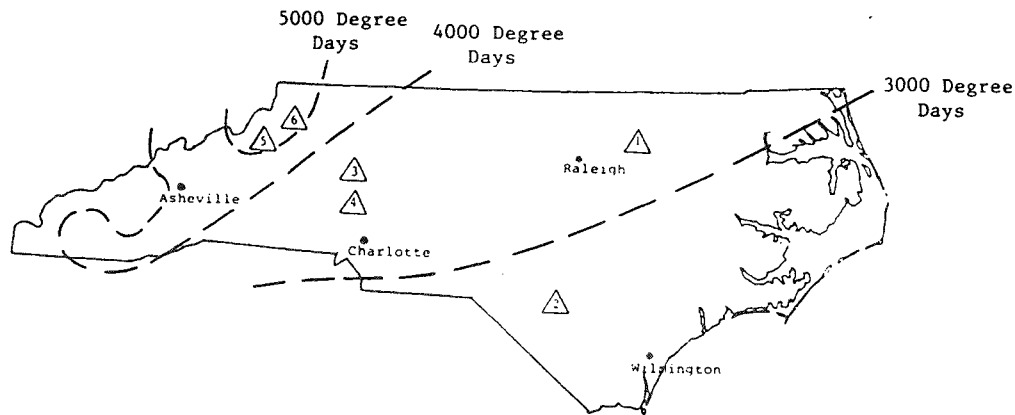 5000 Degree
Days
4000 Degree
Days
3000 Degree
Days
6
5
1
3
Raleigh
Asheville
4
Charlotte
2
Wilmington